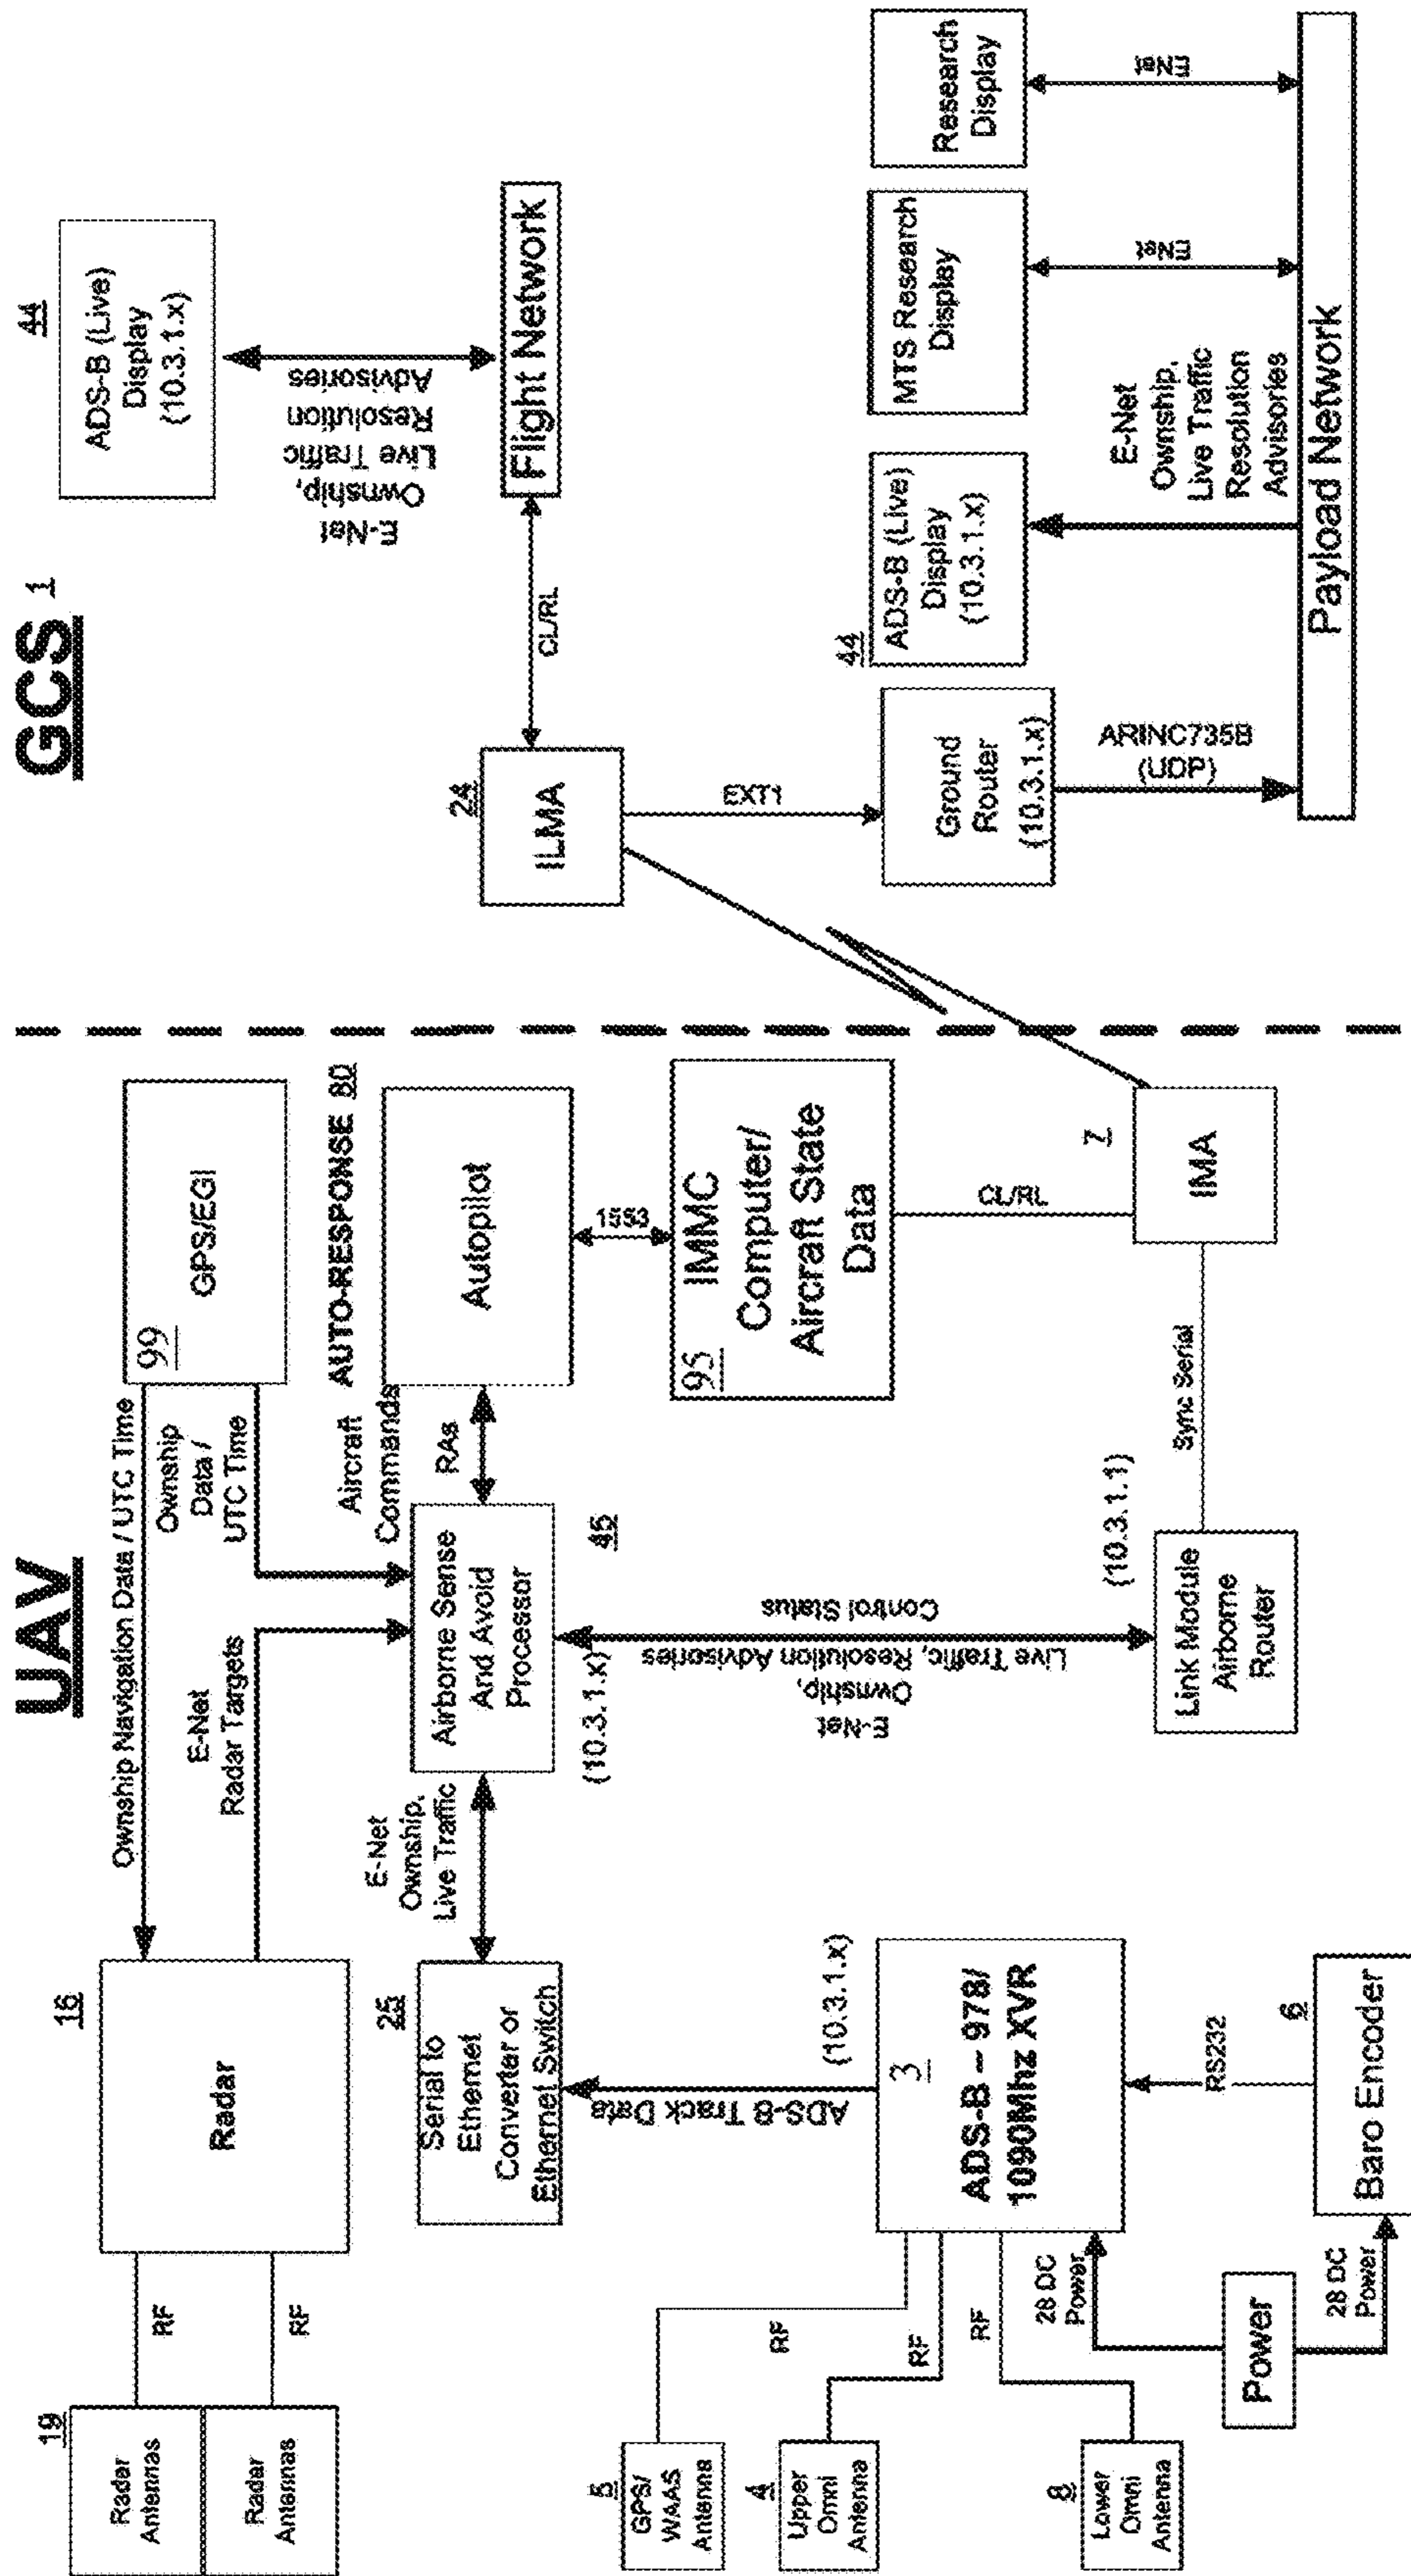 UAV
19
Radar
Antennas
Radar
Antennas
RF
RF
16
Radar
Ownship Navigation Data / UTC Time
E-Net
Radar Targets
Ownship
Data /
UTC Time
99
GPS/EGI
25
Serial to
Ethernet
Converter or
Ethernet Switch
E-Net
Ownship,
Live Traffic
Airborne Sense
And Avoid
Processor
45
(10.3.1.x)
Aircraft
Commands
RAs
AUTO-RESPONSE 80
Autopilot
1553
95
IMMC
Computer/
Aircraft State
Data
ADS-B Track Data
(10.3.1.x)
3
ADS-B – 978/
1090Mhz XVR
5
GPS/
WAAS
Antenna
RF
4
Upper
Omni
Antenna
RF
8
Lower
Omni
Antenna
RF
28 DC
Power
Power
28 DC
Power
6
Baro Encoder
RS232
E-Net
Ownship,
Live Traffic, Resolution Advisories
Control Status
(10.3.1.1)
Link Module
Airborne
Router
Sync Serial
CL/RL
7
IMA
GCS 1
24
ILMA
CL/RL
Flight Network
E-Net
Ownship,
Live Traffic
Resolution
Advisories
44
ADS-B (Live)
Display
(10.3.1.x)
EXT1
Ground
Router
(10.3.1.x)
ARINC735B
(UDP)
44
ADS-B (Live)
Display
(10.3.1.x)
E-Net
Ownship,
Live Traffic
Resolution
Advisories
MTS Research
Display
ENet
Research
Display
ENet
Payload Network